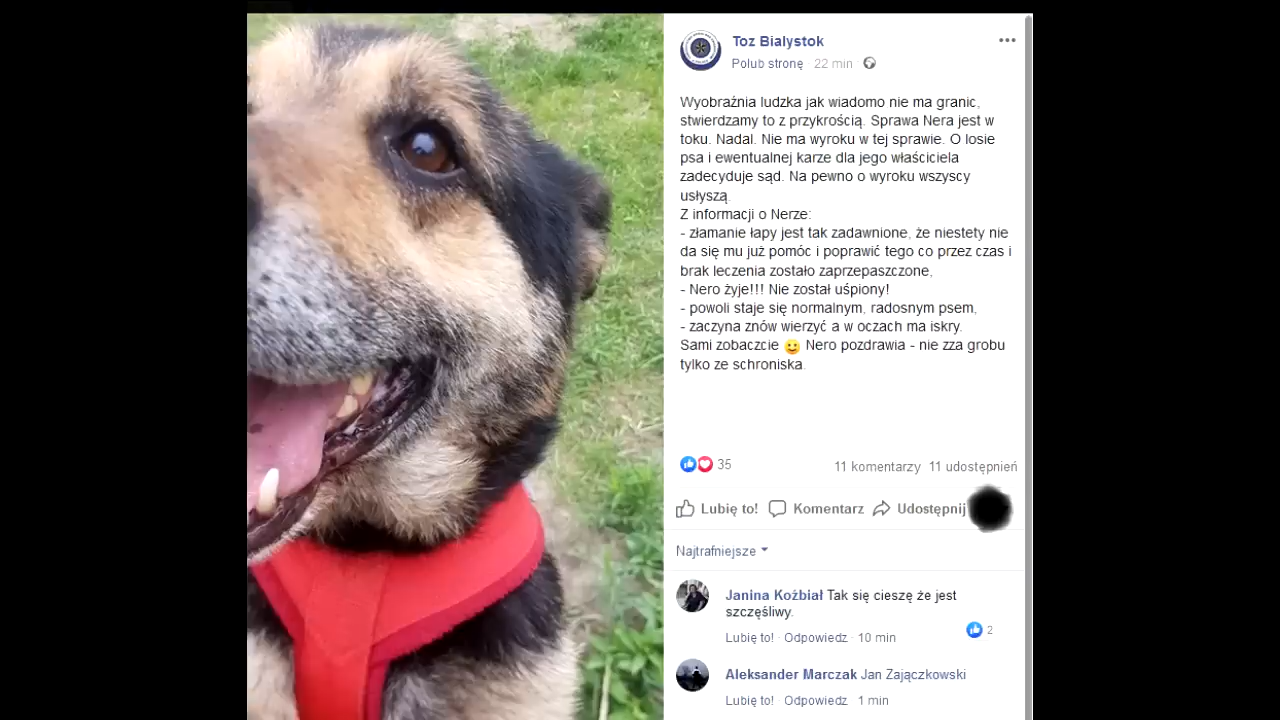 Toz Bialystok
Polub stronę · 22 min
Wyobraźnia ludzka jak wiadomo nie ma granic,
stwierdzamy to z przykrością. Sprawa Nera jest w
toku. Nadal. Nie ma wyroku w tej sprawie. O losie
psa i ewentualnej karze dla jego właściciela
zadecyduje sąd. Na pewno o wyroku wszyscy
usłyszą.
Z informacji o Nerze:
- złamanie łapy jest tak zadawnione, że niestety nie
da się mu już pomóc i poprawić tego co przez czas i
brak leczenia zostało zaprzepaszczone,
- Nero żyje!!! Nie został uśpiony!
- powoli staje się normalnym, radosnym psem,
- zaczyna znów wierzyć a w oczach ma iskry.
Sami zobaczcie 🙂 Nero pozdrawia - nie zza grobu
tylko ze schroniska.
35 11 komentarzy 11 udostępnień
Lubię to! Komentarz Udostępnij
Najtrafniejsze
Janina Koźbiał Tak się cieszę że jest
szczęśliwy.
2
Lubię to! · Odpowiedz · 10 min
Aleksander Marczak Jan Zajączkowski
Lubię to! · Odpowiedz · 1 min